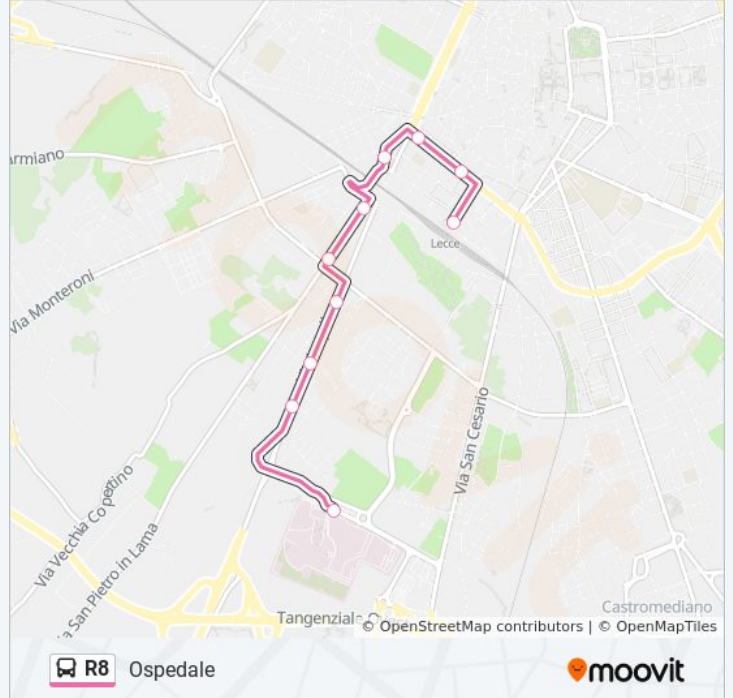 armiano
Lecce
Via Monteroni
Via San Cesario
Via Vecchia Copertino
a San Pietro in Lama
Castromediano
Tangenziale O
© OpenStreetMap contributors | © OpenMapTiles
R8 Ospedale
moovit